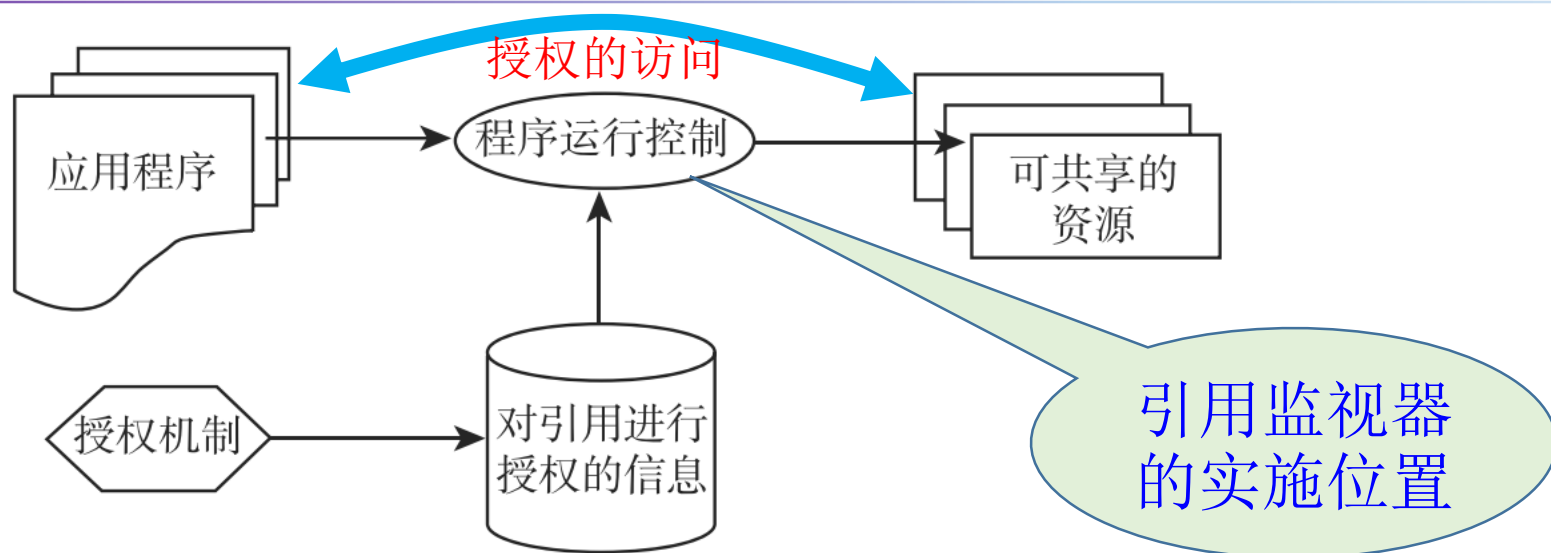 授权的访问
应用程序
程序运行控制
可共享的
资源
授权机制
对引用进行
授权的信息
引用监视器
的实施位置